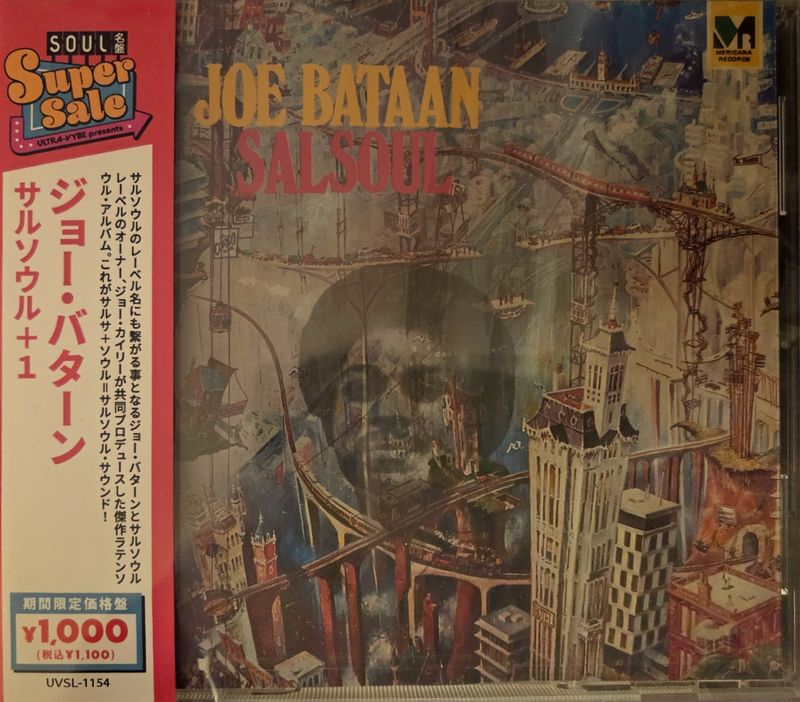 SOUL 名盤
Super
Sale
ULTRA-VYBE presents
ジョー・バターン
サルソウル+1
サルソウルのレーベル名にも繋がる事となるジョー・バターンとサルソウル
レーベルのオーナー、ジョー・カイリーが共同プロデュースした傑作ラテンソ
ウル・アルバム。これがサルサ+ソウル=サルソウル・サウンド!
期間限定価格盤
¥1,000
(税込¥1,100)
UVSL-1154
JOE BATAAN
SALSOUL
MR
MERICANA
RECORDS